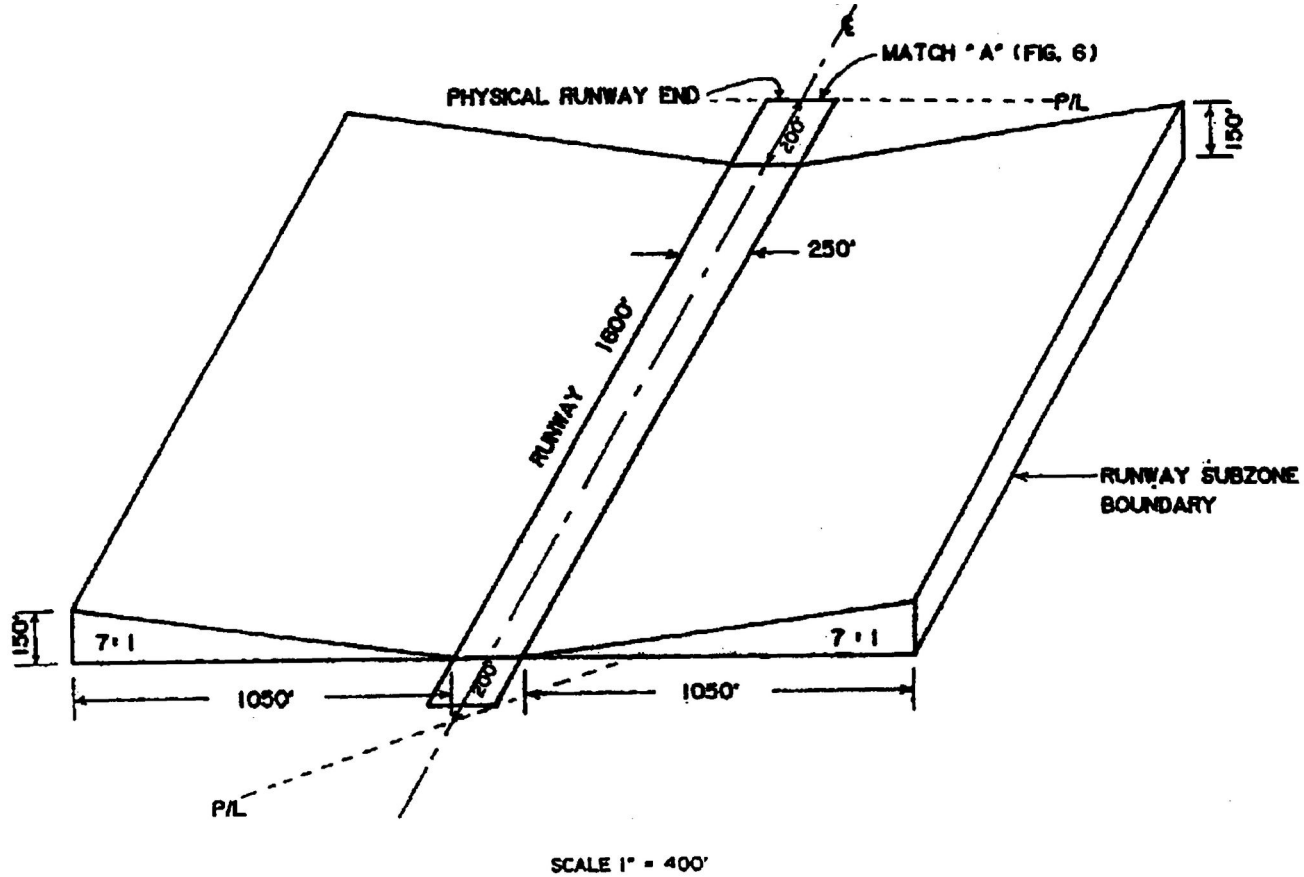 ℄
MATCH "A" (FIG. 6)
PHYSICAL RUNWAY END
P/L
200'
150'
250'
RUNWAY 1600'
RUNWAY SUBZONE
BOUNDARY
150'
7:1
7:1
200'
1050'
1050'
P/L
SCALE 1" = 400'